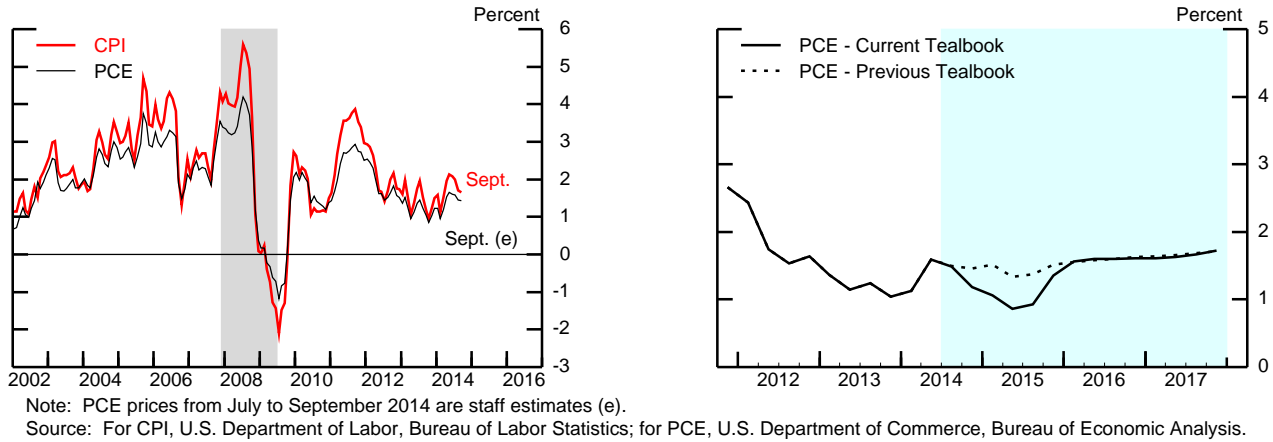 Percent
6
5
4
3
2
1
0
-1
-2
-3
CPI
PCE
Sept.
Sept. (e)
2002 2004 2006 2008 2010 2012 2014 2016
Percent
5
4
3
2
1
0
PCE - Current Tealbook
PCE - Previous Tealbook
2012 2013 2014 2015 2016 2017
Note: PCE prices from July to September 2014 are staff estimates (e).
Source: For CPI, U.S. Department of Labor, Bureau of Labor Statistics; for PCE, U.S. Department of Commerce, Bureau of Economic Analysis.